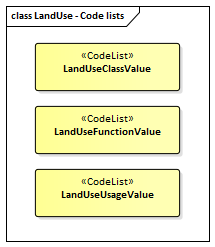 class LandUse - Code lists
«CodeList»
LandUseClassValue
«CodeList»
LandUseFunctionValue
«CodeList»
LandUseUsageValue